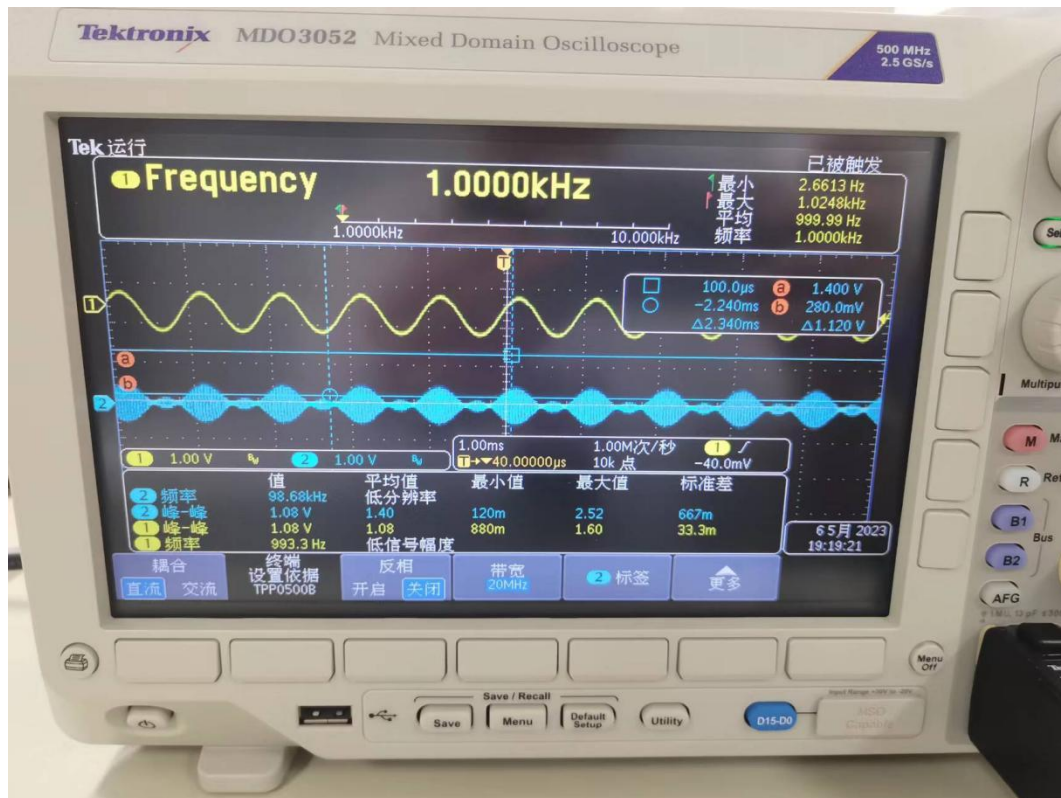 Tektronix MDO3052 Mixed Domain Oscilloscope
500 MHz
2.5 GS/s
Tek 运行
已被触发
1 Frequency 1.0000kHz
最小 2.6613 Hz
最大 1.0248kHz
平均 999.99 Hz
频率 1.0000kHz
1.0000kHz 10.000kHz
T
100.0µs a 1.400 V
-2.240ms b 280.0mV
Δ2.340ms Δ1.120 V
1
a
b
2
1 1.00 V 2 1.00 V
1.00ms 1.00M次/秒 1
T→▼40.00000µs 10k 点 -40.0mV
值 平均值 最小值 最大值 标准差
2 频率 98.68kHz 低分辨率
2 峰-峰 1.08 V 1.40 120m 2.52 667m
1 峰-峰 1.08 V 1.08 880m 1.60 33.3m
1 频率 993.3 Hz 低信号幅度
6 5月 2023
19:19:21
耦合
直流 交流
终端
设置依据
TPP0500B
反相
开启 关闭
带宽
20MHz
2 标签
更多
M
R
B1
B2
Bus
AFG
Menu
Off
Save / Recall
Save
Menu
Default
Setup
Utility
D15-D0